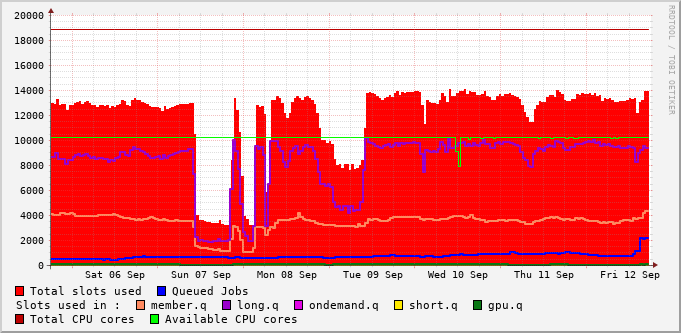 20000
18000
16000
14000
12000
10000
8000
6000
4000
2000
0
Sat 06 Sep Sun 07 Sep Mon 08 Sep Tue 09 Sep Wed 10 Sep Thu 11 Sep Fri 12 Sep
Total slots used Queued Jobs
Slots used in : member.q long.q ondemand.q short.q gpu.q
Total CPU cores Available CPU cores
RRDTOOL / TOBI OETIKER